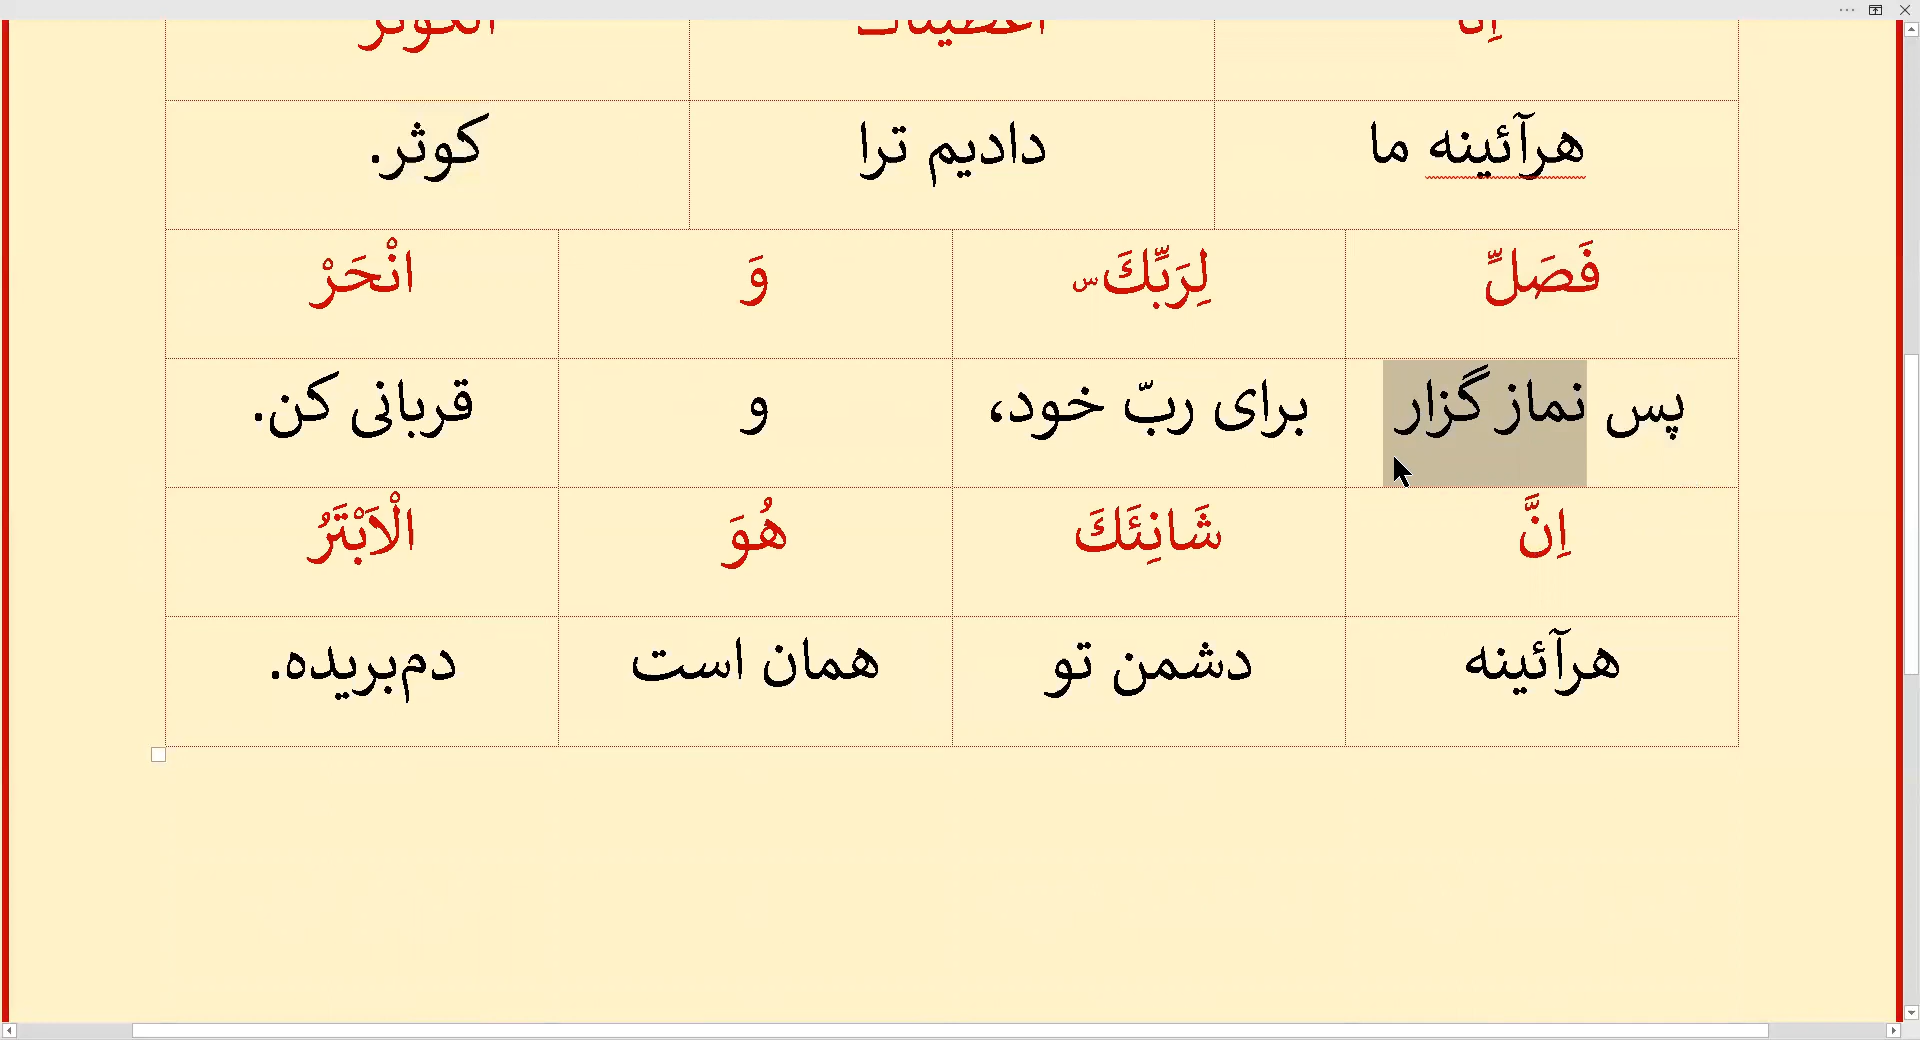 هرآئینه ما دادیم ترا کوثر.
فَصَلِّ لِرَبِّكَ ۜ وَ انْحَرْ
پس نماز گزار برای ربّ خود، و قربانی کن.
اِنَّ شَانِئَكَ هُوَ الْاَبْتَرُ
هرآئینه دشمن تو همان است دم‌بریده.